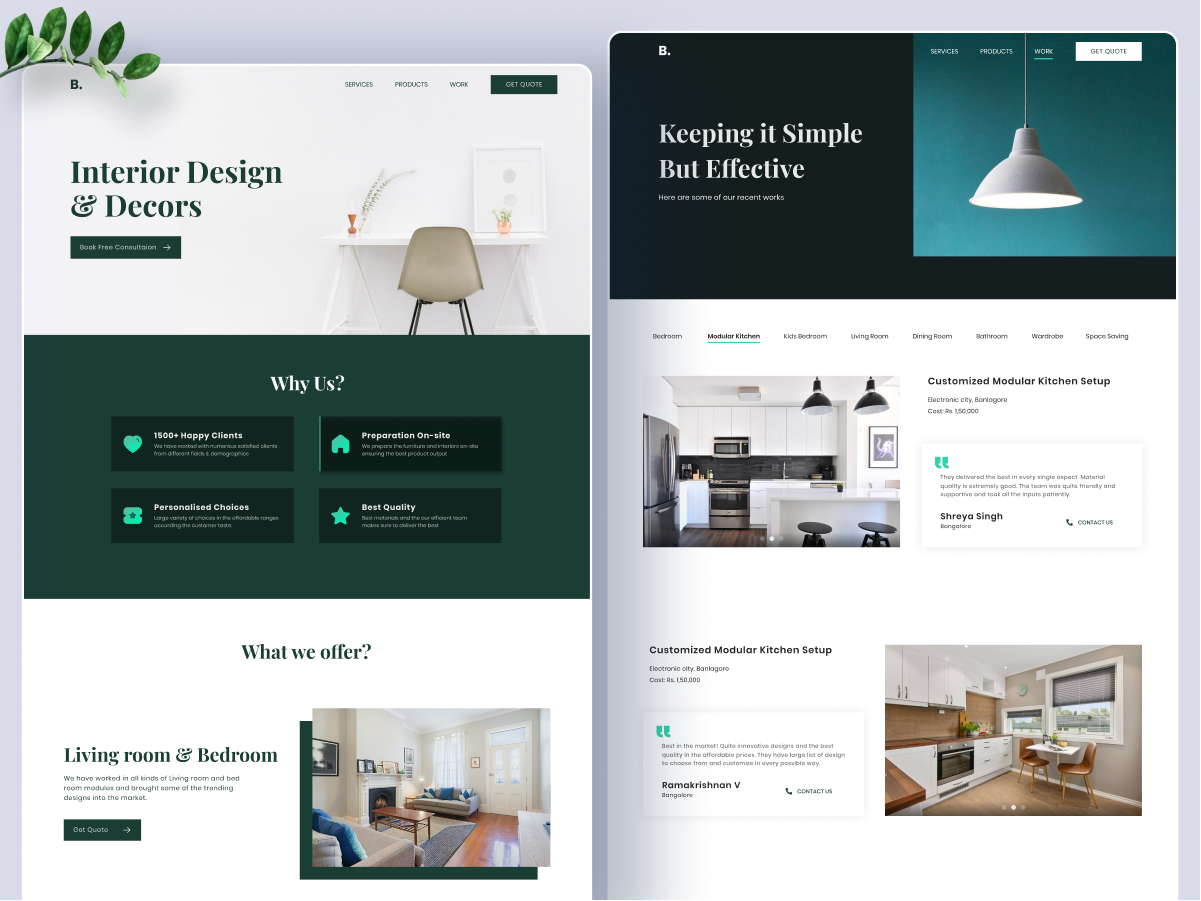 B.
SERVICES
PRODUCTS
WORK
GET QUOTE
Interior Design
& Decors
Book Free Consultaion
Why Us?
1500+ Happy Clients
We have worked with numerous satisfied clients
from different fields & demographics
Preparation On-site
We prepare the furniture and interiors on-site
ensuring the best product output
Personalised Choices
Large variety of choices in the affordable ranges
according the customer taste.
Best Quality
Best materials and the our efficient team
makes sure to deliver the best
What we offer?
Living room & Bedroom
We have worked in all kinds of Living room and bed
room modules and brought some of the trending
designs into the market.
Get Quote
B.
SERVICES
PRODUCTS
WORK
GET QUOTE
Keeping it Simple
But Effective
Here are some of our recent works
Bedroom
Modular Kitchen
Kids Bedroom
Living Room
Dining Room
Bathroom
Wardrobe
Space Saving
Customized Modular Kitchen Setup
Electronic city, Banlagore
Cost: Rs. 1,50,000
They delivered the best in every single aspect. Material
quality is extremely good. The team was quite friendly and
supportive and took all the inputs patiently.
Shreya Singh
Bangalore
CONTACT US
Customized Modular Kitchen Setup
Electronic city, Banlagore
Cost: Rs. 1,50,000
Best in the market! Quite innovative designs and the best
quality in the affordable prices. They have large list of design
to choose from and customize in every possible way.
Ramakrishnan V
Bangalore
CONTACT US